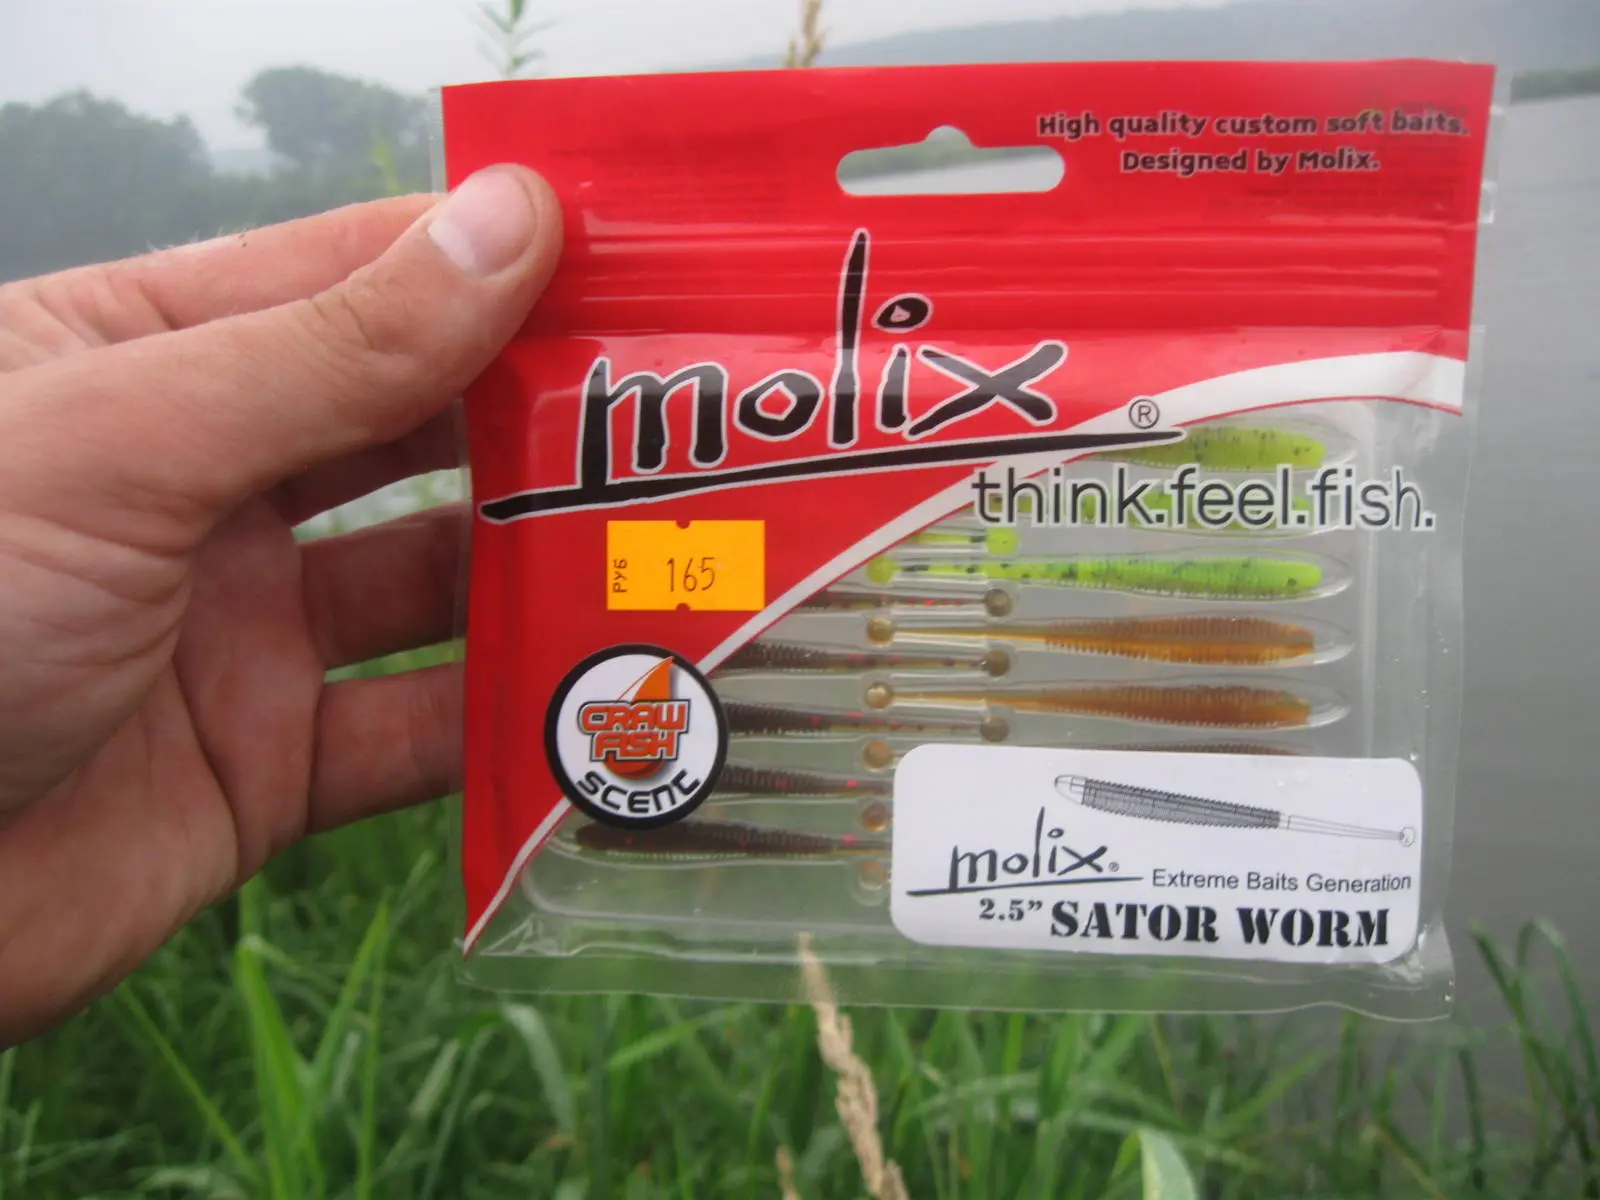 High quality custom soft baits.
Designed by Molix.
molix®
think.feel.fish.
РУБ 165
CRAW
FISH
SCENT
molix®
Extreme Baits Generation
2.5” SATOR WORM